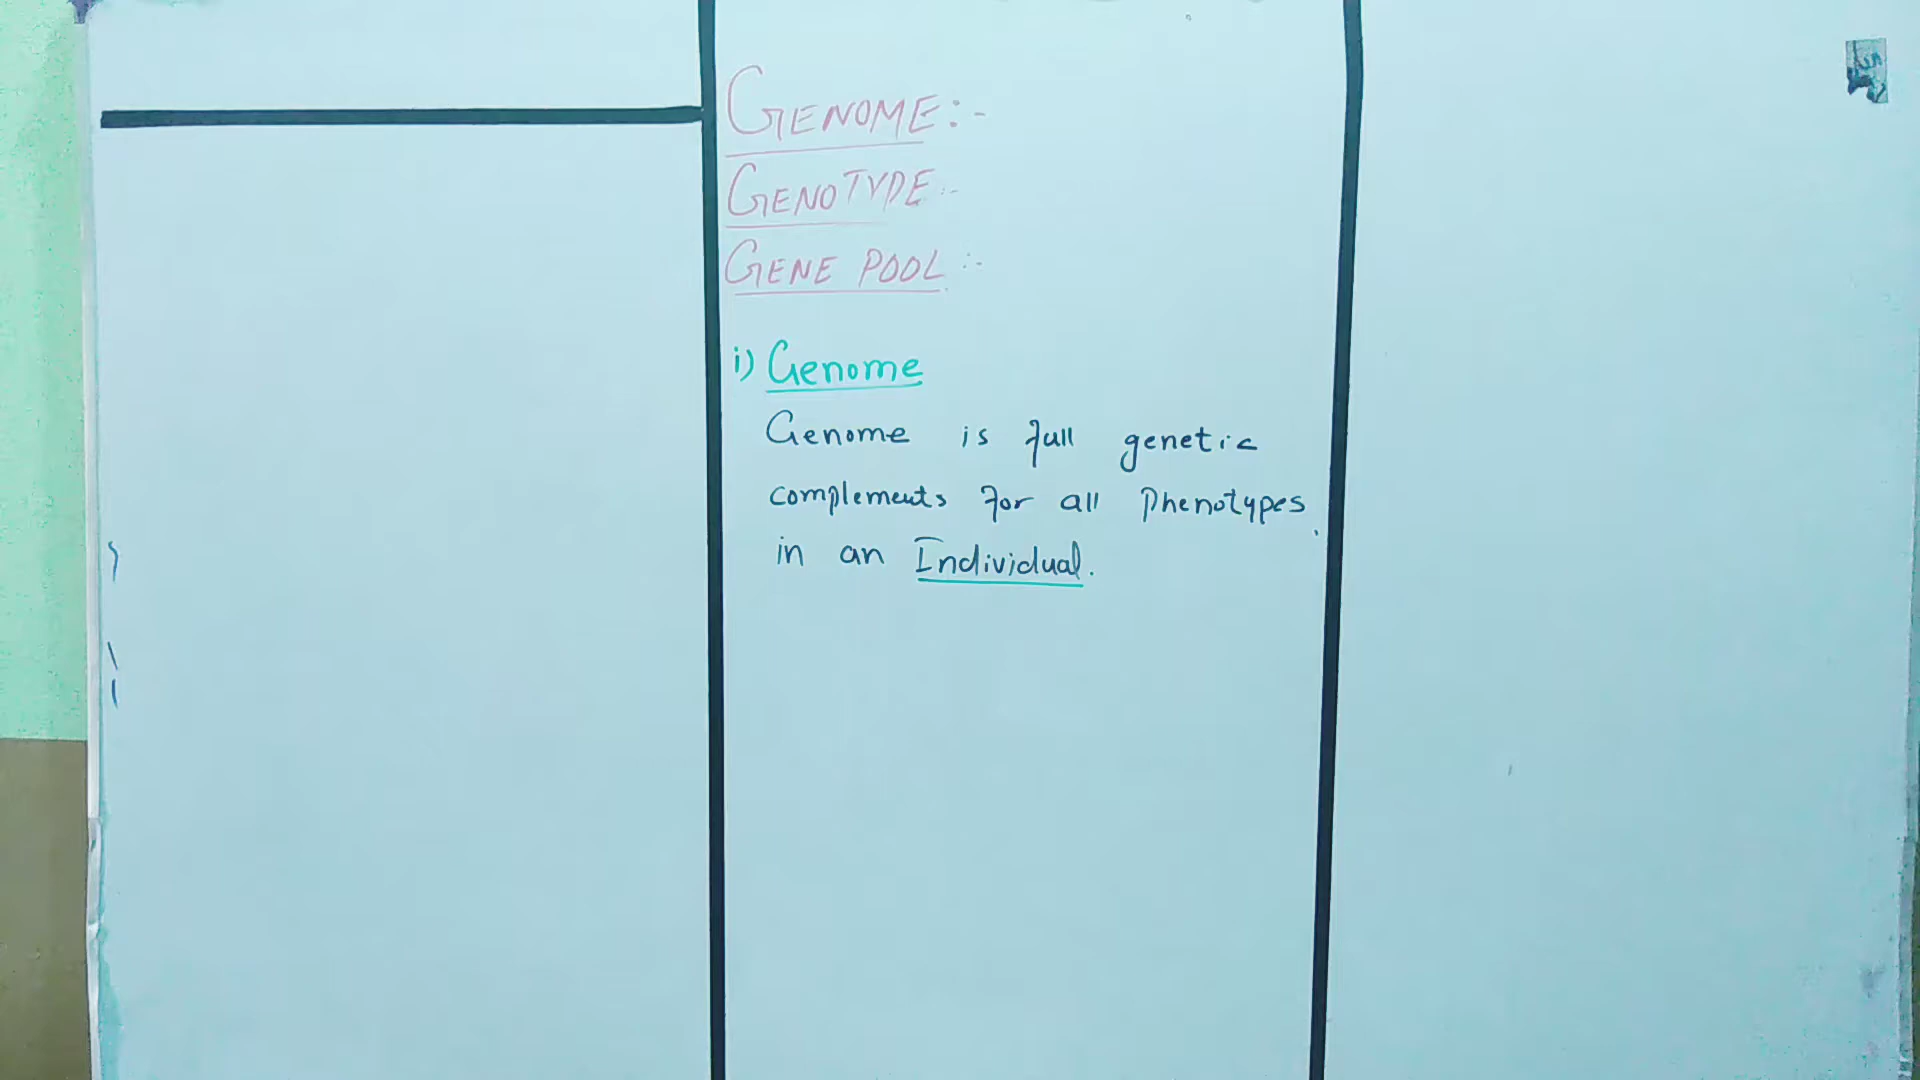 GENOME:-
GENOTYPE:-
GENE POOL:-
i) Genome
Genome is full genetic
complements for all Phenotypes
in an Individual.